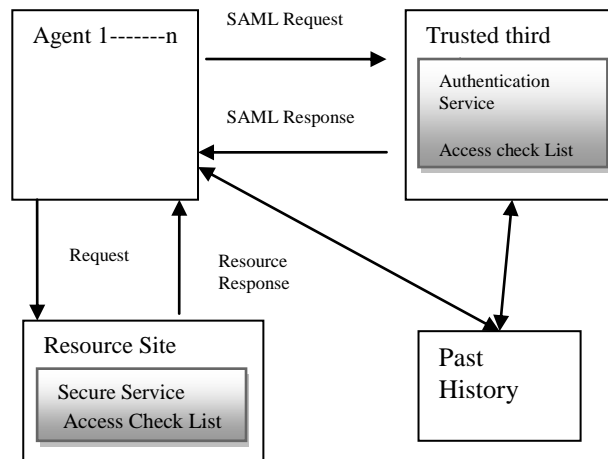 Agent 1-------n
SAML Request
Trusted third
Authentication
Service
SAML Response
Access check List
Request
Resource
Response
Resource Site
Secure Service
Access Check List
Past
History